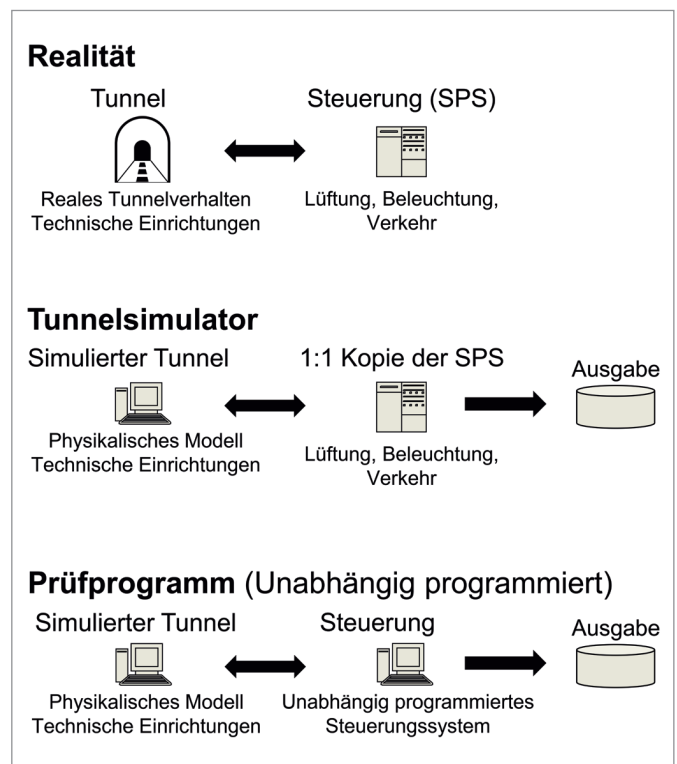 Realität
Tunnel
Steuerung (SPS)
Reales Tunnelverhalten
Technische Einrichtungen
Lüftung, Beleuchtung,
Verkehr
Tunnelsimulator
Simulierter Tunnel
1:1 Kopie der SPS
Ausgabe
Physikalisches Modell
Technische Einrichtungen
Lüftung, Beleuchtung,
Verkehr
Prüfprogramm (Unabhängig programmiert)
Simulierter Tunnel
Steuerung
Ausgabe
Physikalisches Modell
Technische Einrichtungen
Unabhängig programmiertes
Steuerungssystem